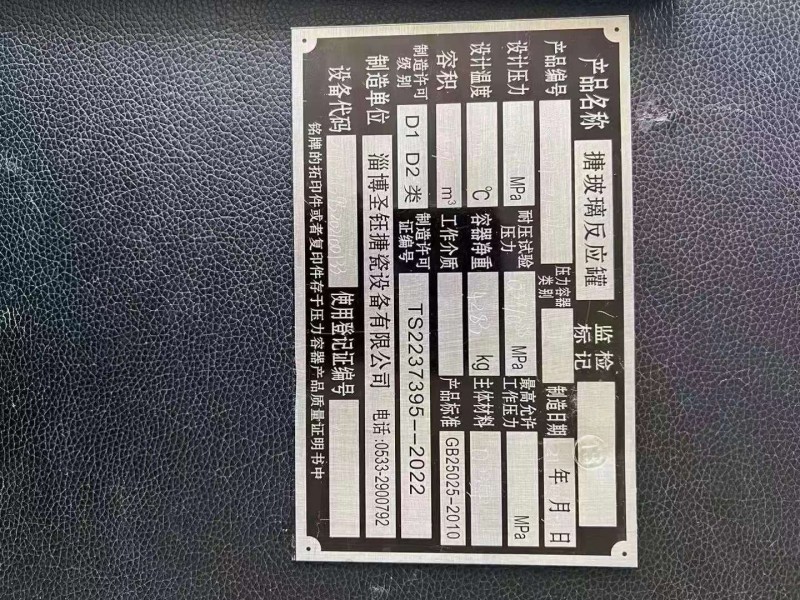 产品名称 搪玻璃反应罐 监检标记
产品编号 压力容器类别 制造日期 年 月 日
设计压力 MPa 耐压试验压力 MPa 最高允许工作压力 MPa
设计温度 ℃ 容器净重 kg 主体材料
容积 m³ 工作介质 产品标准 GB25025-2010
制造许可级别 D1 D2 类 制造许可证编号 TS2237395--2022
制造单位 淄博圣钰搪瓷设备有限公司 电话:0533-2900792
设备代码 使用登记证编号
铭牌的拓印件或者复印件存于压力容器产品质量证明书中